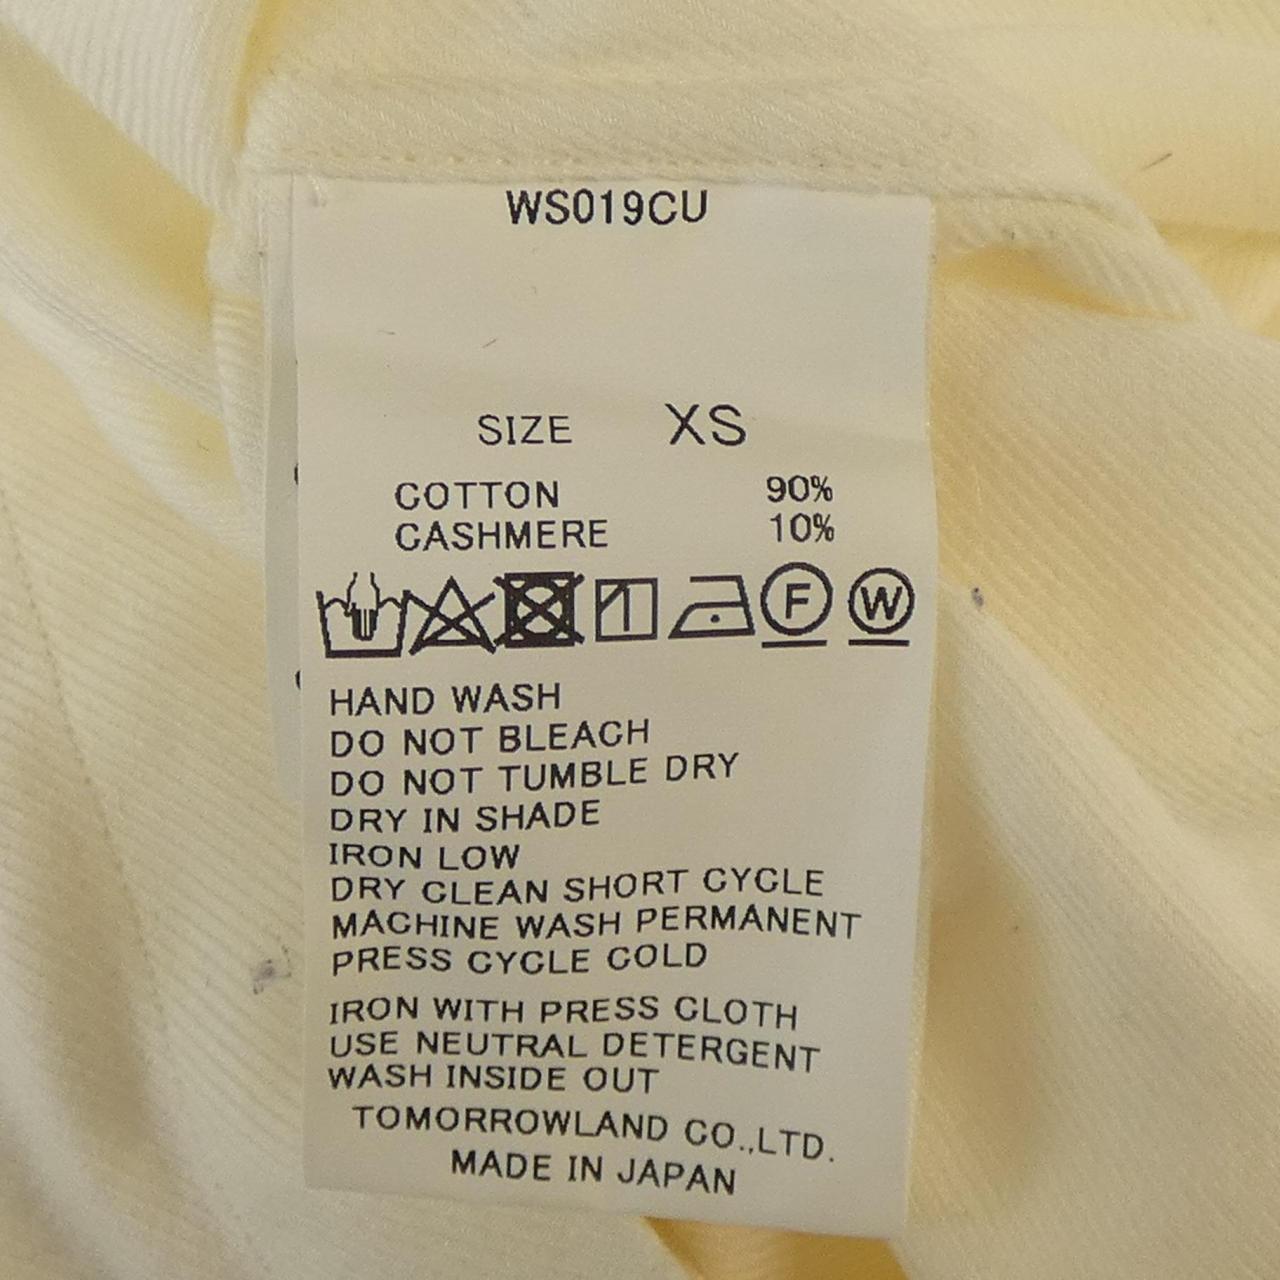 WS019CU
SIZE XS
COTTON 90%
CASHMERE 10%
F W
HAND WASH
DO NOT BLEACH
DO NOT TUMBLE DRY
DRY IN SHADE
IRON LOW
DRY CLEAN SHORT CYCLE
MACHINE WASH PERMANENT
PRESS CYCLE COLD
IRON WITH PRESS CLOTH
USE NEUTRAL DETERGENT
WASH INSIDE OUT
TOMORROWLAND CO.,LTD.
MADE IN JAPAN